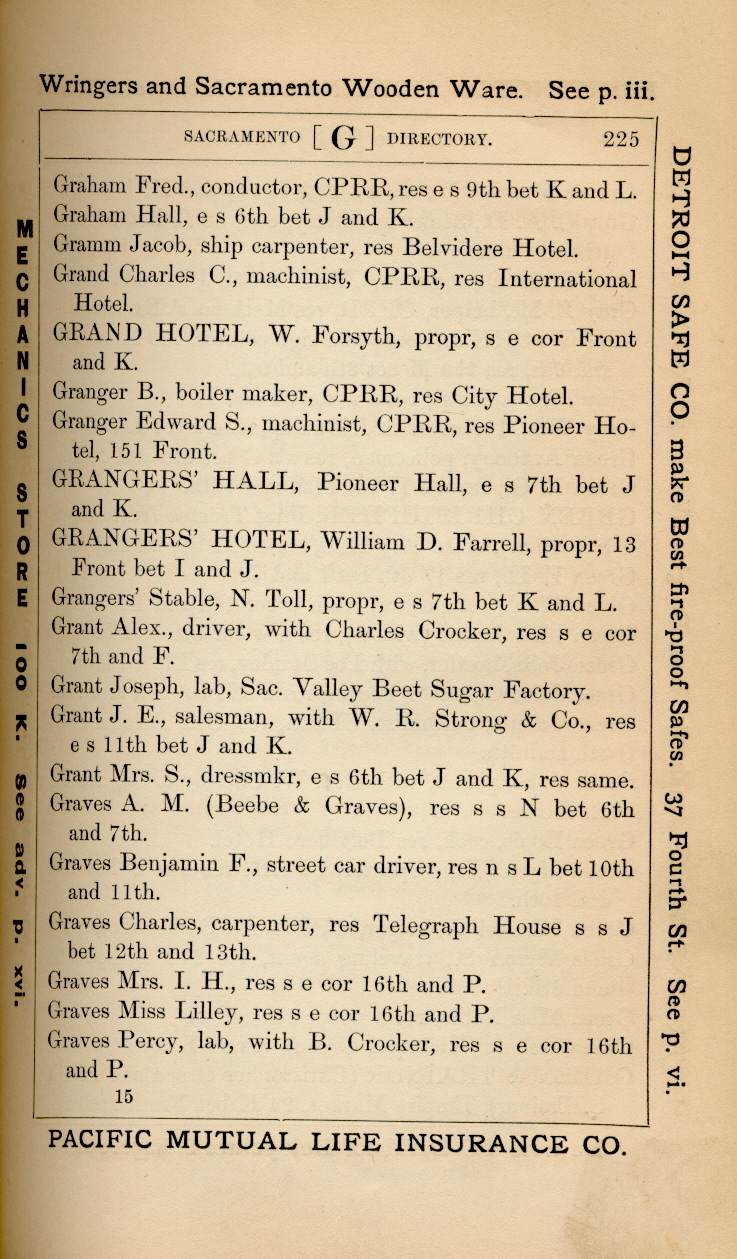 Wringers and Sacramento Wooden Ware. See p. iii.
SACRAMENTO [ G ] DIRECTORY. 225
Graham Fred., conductor, CPRR, res e s 9th bet K and L.
Graham Hall, e s 6th bet J and K.
Gramm Jacob, ship carpenter, res Belvidere Hotel.
Grand Charles C., machinist, CPRR, res International
Hotel.
GRAND HOTEL, W. Forsyth, propr, s e cor Front
and K.
Granger B., boiler maker, CPRR, res City Hotel.
Granger Edward S., machinist, CPRR, res Pioneer Ho-
tel, 151 Front.
GRANGERS' HALL, Pioneer Hall, e s 7th bet J
and K.
GRANGERS' HOTEL, William D. Farrell, propr, 13
Front bet I and J.
Grangers' Stable, N. Toll, propr, e s 7th bet K and L.
Grant Alex., driver, with Charles Crocker, res s e cor
7th and F.
Grant Joseph, lab, Sac. Valley Beet Sugar Factory.
Grant J. E., salesman, with W. R. Strong & Co., res
e s 11th bet J and K.
Grant Mrs. S., dressmkr, e s 6th bet J and K, res same.
Graves A. M. (Beebe & Graves), res s s N bet 6th
and 7th.
Graves Benjamin F., street car driver, res n s L bet 10th
and 11th.
Graves Charles, carpenter, res Telegraph House s s J
bet 12th and 13th.
Graves Mrs. I. H., res s e cor 16th and P.
Graves Miss Lilley, res s e cor 16th and P.
Graves Percy, lab, with B. Crocker, res s e cor 16th
and P.
15
PACIFIC MUTUAL LIFE INSURANCE CO.
MECHANICS STORE 100 K. See adv. p. xvi.
DETROIT SAFE CO. make Best fire-proof Safes. 37 Fourth St. See p. vi.